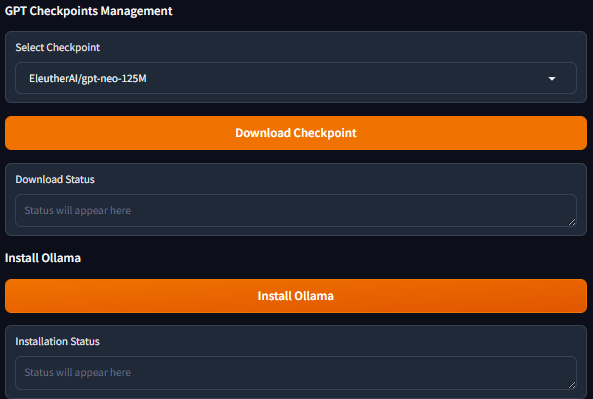 GPT Checkpoints Management
Select Checkpoint
EleutherAI/gpt-neo-125M
Download Checkpoint
Download Status
Status will appear here
Install Ollama
Install Ollama
Installation Status
Status will appear here